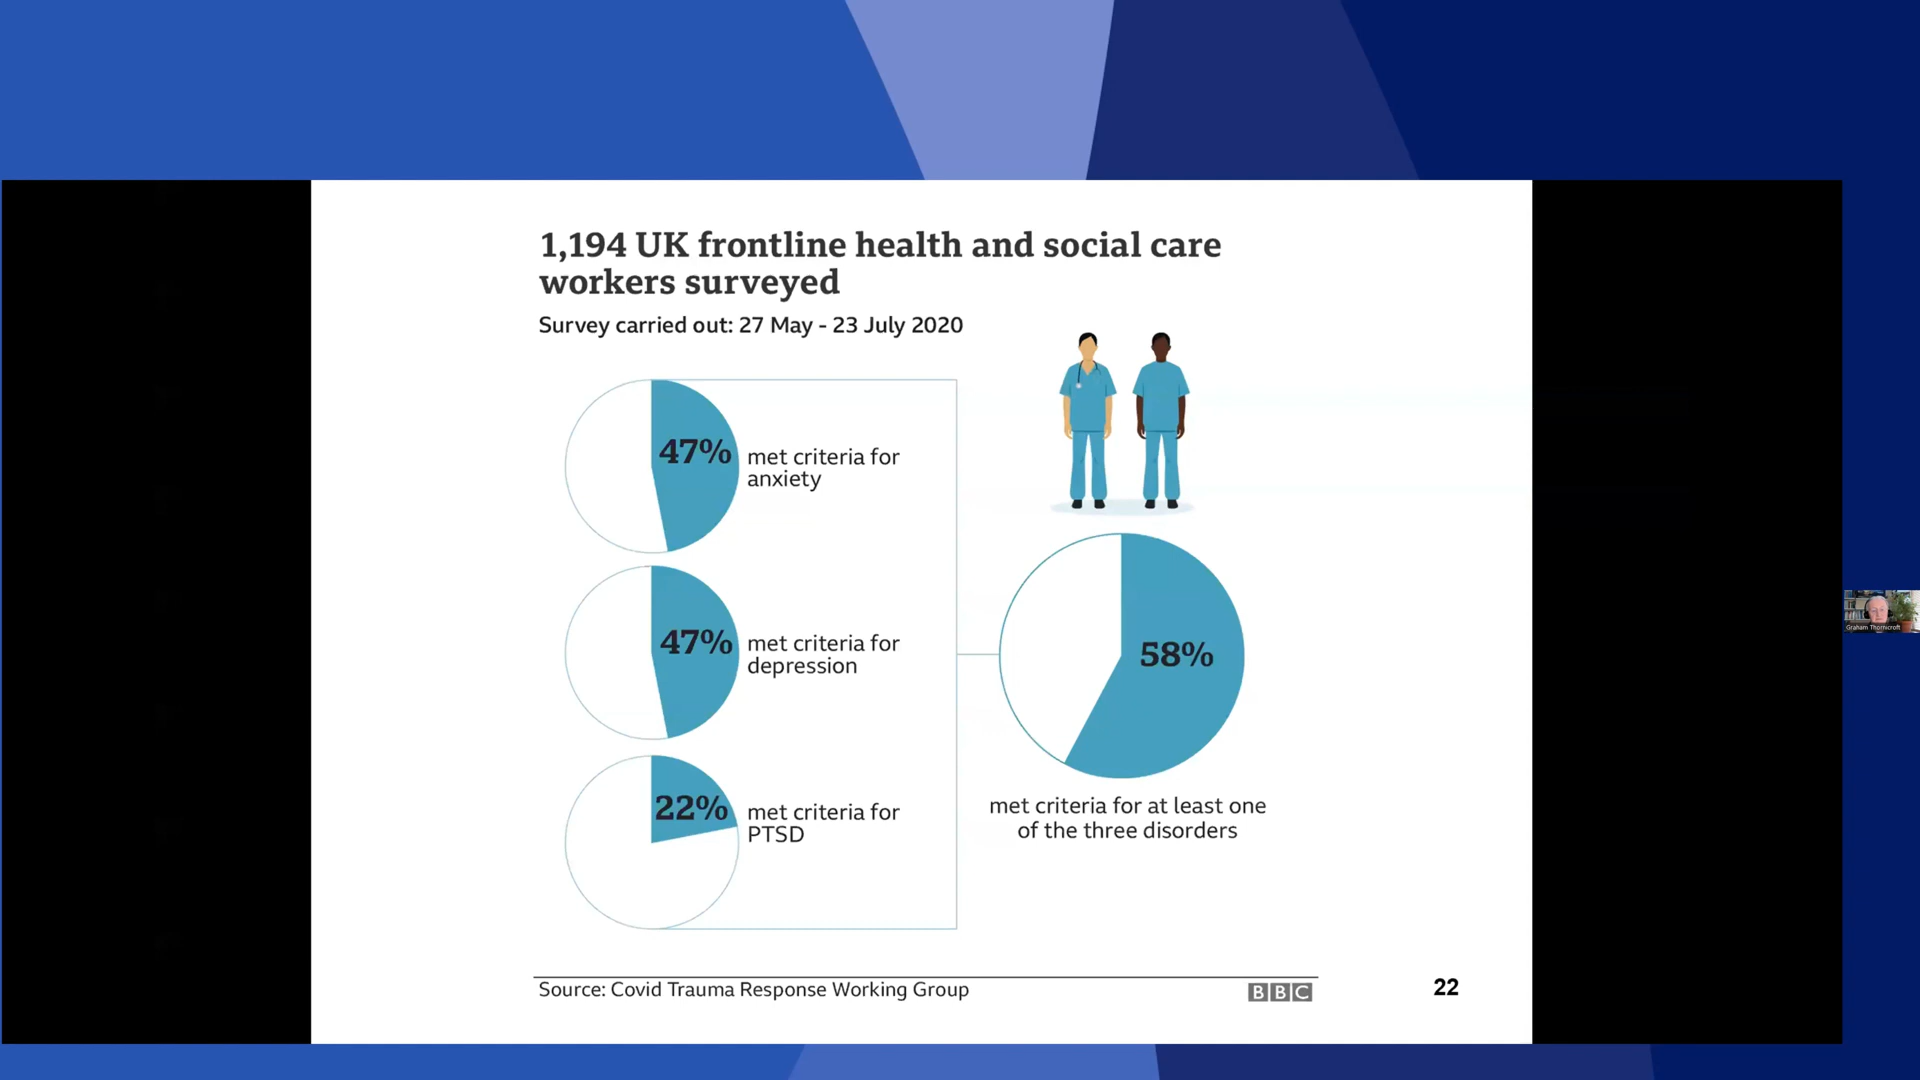 1,194 UK frontline health and social care
workers surveyed
Survey carried out: 27 May - 23 July 2020
47%
met criteria for
anxiety
47%
met criteria for
depression
22%
met criteria for
PTSD
58%
met criteria for at least one
of the three disorders
Source: Covid Trauma Response Working Group
BBC
22
Graham Thornicroft